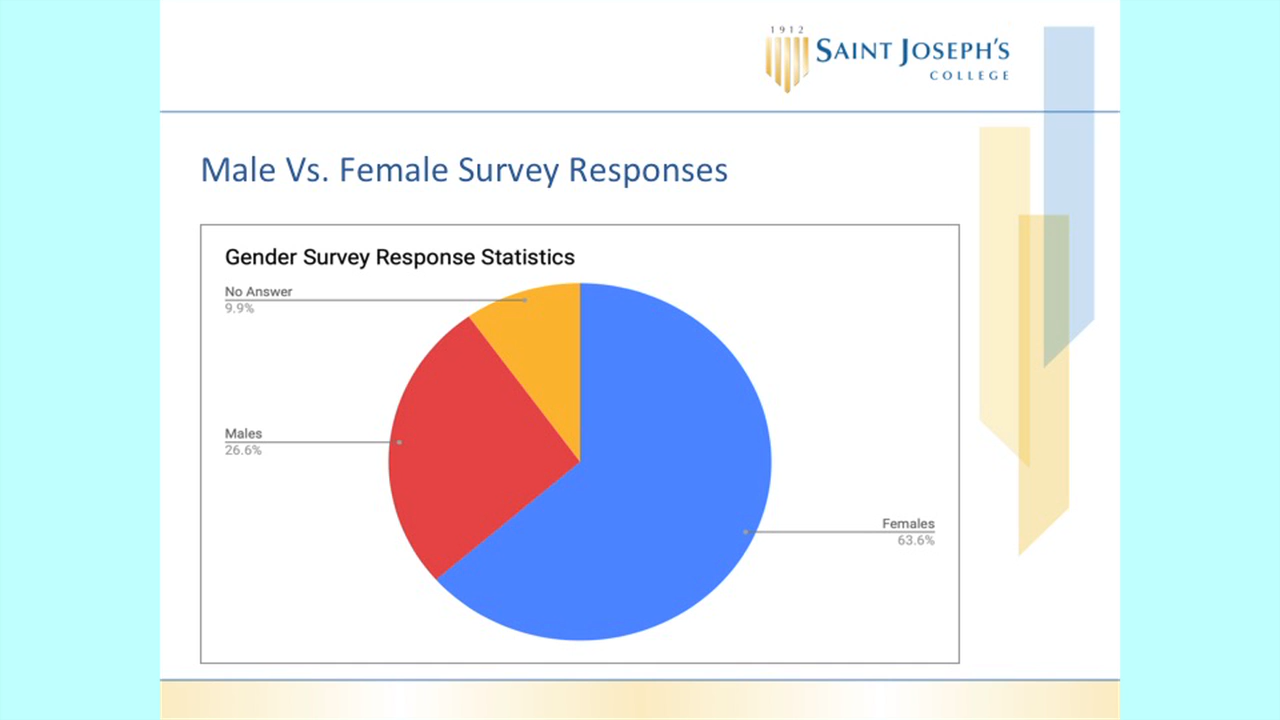 1912
SAINT JOSEPH'S
COLLEGE
Male Vs. Female Survey Responses
Gender Survey Response Statistics
No Answer
9.9%
Males
26.6%
Females
63.6%